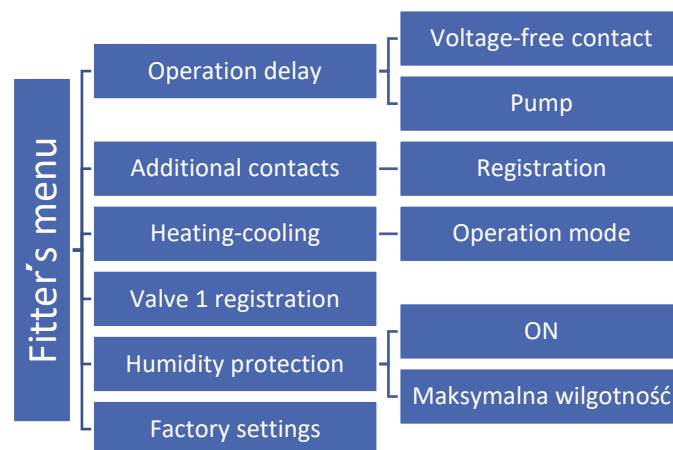 Fitter´s menu
Operation delay
Voltage-free contact
Pump
Additional contacts
Registration
Heating-cooling
Operation mode
Valve 1 registration
Humidity protection
ON
Maksymalna wilgotność
Factory settings